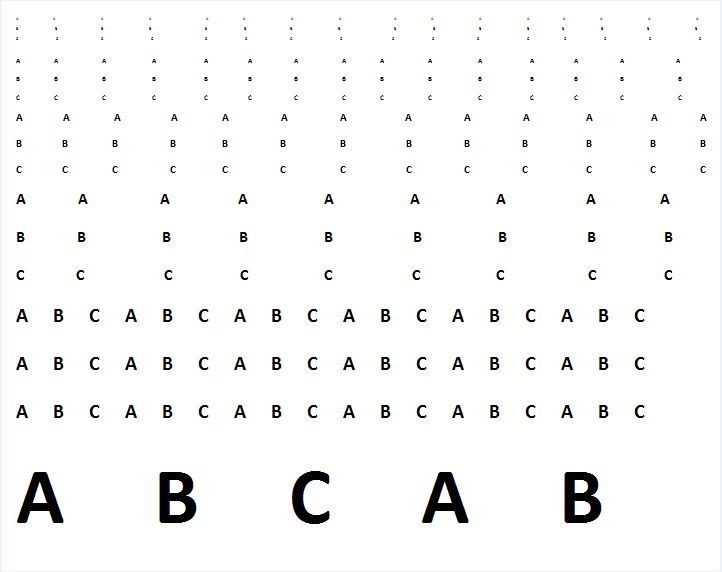 A A A A A A A A A A A A A A A A
B B B B B B B B B B B B B B B B
C C C C C C C C C C C C C C C C
A A A A A A A A A A A A A A A
B B B B B B B B B B B B B B B
C C C C C C C C C C C C C C C
A A A A A A A A A A A A A
B B B B B B B B B B B B B
C C C C C C C C C C C C C
A A A A A A A A A
B B B B B B B B B
C C C C C C C C C
A B C A B C A B C A B C A B C A B C
A B C A B C A B C A B C A B C A B C
A B C A B C A B C A B C A B C A B C
A B C A B